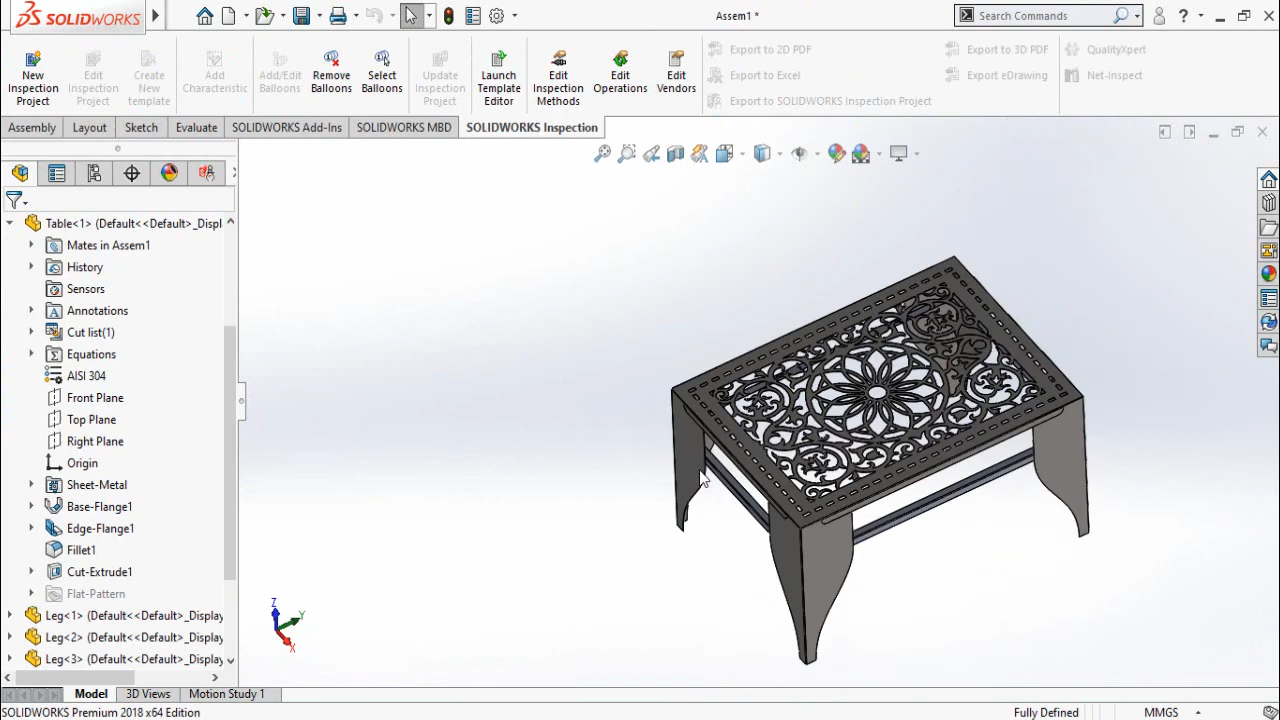 SOLIDWORKS
Assem1 *
Search Commands
New Inspection Project
Edit Inspection Project
Create New template
Add Characteristic
Add/Edit Balloons
Remove Balloons
Select Balloons
Update Inspection Project
Launch Template Editor
Edit Inspection Methods
Edit Operations
Edit Vendors
Export to 2D PDF
Export to Excel
Export to SOLIDWORKS Inspection Project
Export to 3D PDF
Export eDrawing
QualityXpert
Net-Inspect
Assembly
Layout
Sketch
Evaluate
SOLIDWORKS Add-Ins
SOLIDWORKS MBD
SOLIDWORKS Inspection
Table<1> (Default<<Default>_Displ
Mates in Assem1
History
Sensors
Annotations
Cut list(1)
Equations
AISI 304
Front Plane
Top Plane
Right Plane
Origin
Sheet-Metal
Base-Flange1
Edge-Flange1
Fillet1
Cut-Extrude1
Flat-Pattern
Leg<1> (Default<<Default>_Display
Leg<2> (Default<<Default>_Display
Leg<3> (Default<<Default>_Display
Z
Y
X
Model
3D Views
Motion Study 1
SOLIDWORKS Premium 2018 x64 Edition
Fully Defined
MMGS